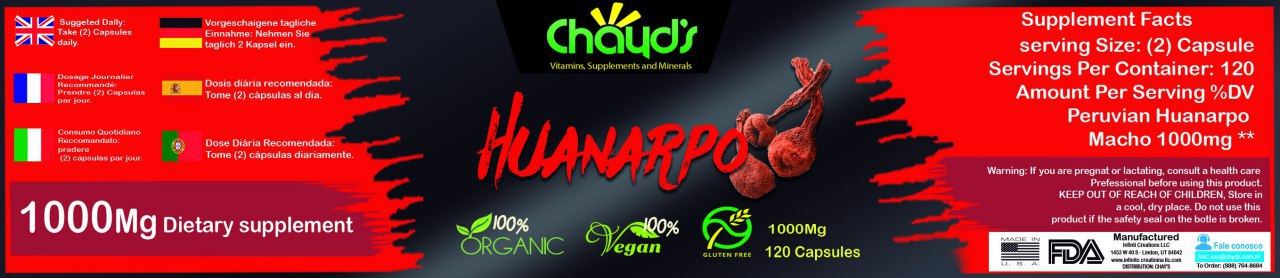 Suggeted Dally:
Take (2) Capsules
daily.
Vorgeschaigene tagliche
Einnahme: Nehmen Sie
taglich 2 Kapsel ein.
Dosage Journalier
Recommandé:
Prendre (2) Capsulas
par jour.
Dosis diária recomendada:
Tome (2) cápsulas al dia.
Consumo Quotidiano
Reccomandato:
predere
(2) capsulas par jour.
Dose Diária Recomendada:
Tome (2) cápsulas diariamente.
1000Mg Dietary supplement
Chayd's
Vitamins, Supplements and Minerals
HUANARPO
100%
ORGANIC
100%
Vegan
GLUTEN FREE
1000Mg
120 Capsules
Supplement Facts
serving Size: (2) Capsule
Servings Per Container: 120
Amount Per Serving %DV
Peruvian Huanarpo
Macho 1000mg **
Warning: If you are pregnat or lactating, consult a health care
Prefessional before using this product.
KEEP OUT OF REACH OF CHILDREN, Store in
a cool, dry place. Do not use this
product if the safety seal on the botle is broken.
MADE IN
U.S.A.
FDA
Manufactured
Infiniti Creations LLC
1453 W 40 S - Lindon, UT 84042
DISTRIBUTION: CHAY'S
Fale conosco
To Order: (888) 764-8684